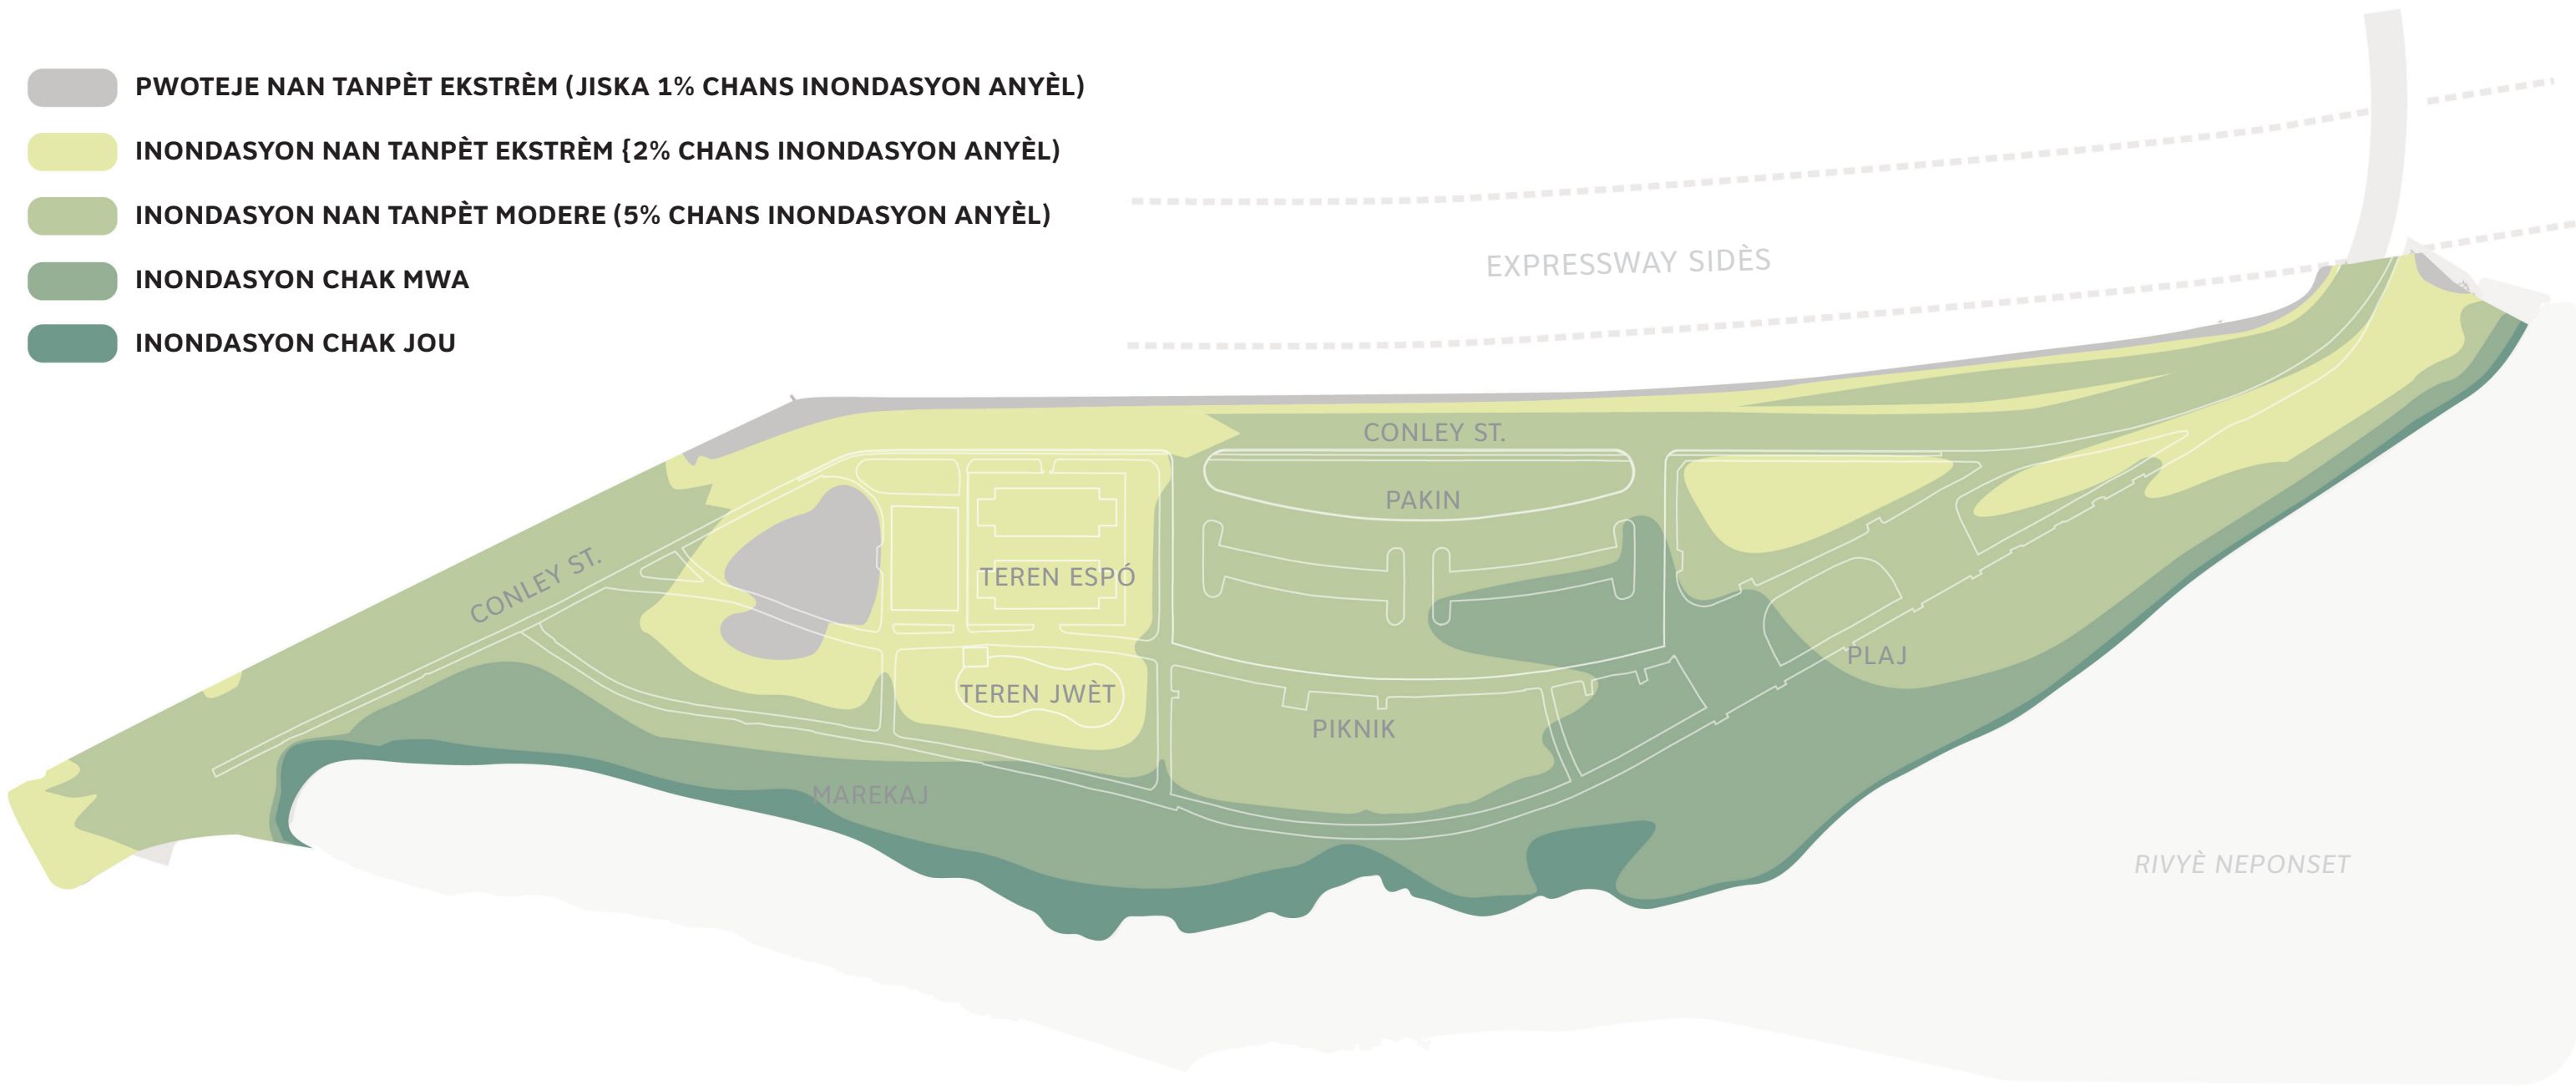 PWOTEJE NAN TANPÈT EKSTRÈM (JISKA 1% CHANS INONDASYON ANYÈL)
INONDASYON NAN TANPÈT EKSTRÈM {2% CHANS INONDASYON ANYÈL)
INONDASYON NAN TANPÈT MODERE (5% CHANS INONDASYON ANYÈL)
INONDASYON CHAK MWA
INONDASYON CHAK JOU
EXPRESSWAY SIDÈS
CONLEY ST.
PAKIN
CONLEY ST.
TEREN ESPÓ
PLAJ
TEREN JWÈT
PIKNIK
MAREKAJ
RIVYÈ NEPONSET